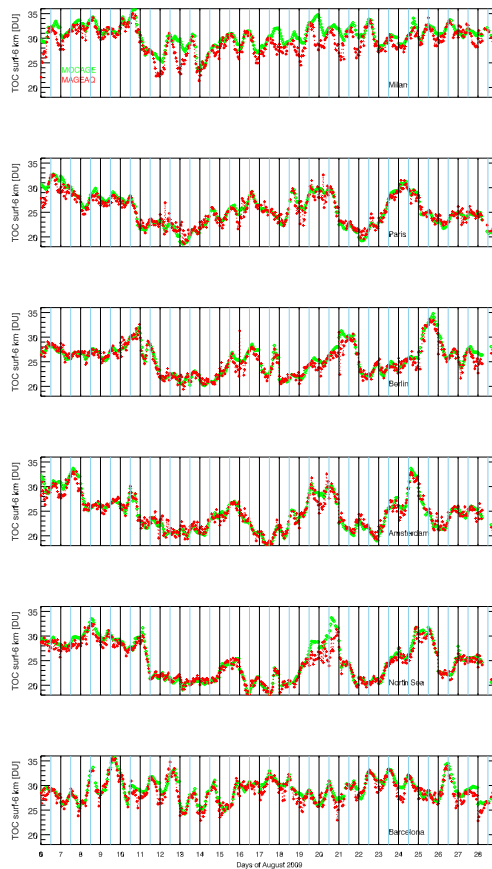 TOC surf-6 km [DU]
35
30
25
20
MOCAGE
MAGEAQ
Milan
TOC surf-6 km [DU]
35
30
25
20
Paris
TOC surf-6 km [DU]
35
30
25
20
Berlin
TOC surf-6 km [DU]
35
30
25
20
Amsterdam
TOC surf-6 km [DU]
35
30
25
20
North Sea
TOC surf-6 km [DU]
35
30
25
20
Barcelona
6 7 8 9 10 11 12 13 14 15 16 17 18 19 20 21 22 23 24 25 26 27 28
Days of August 2009